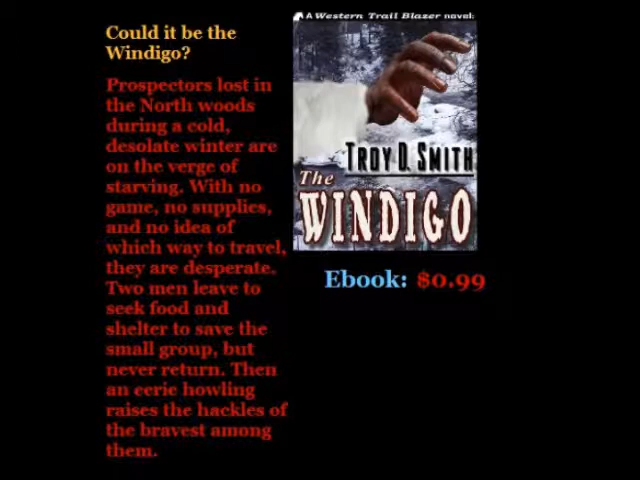 Could it be the
Windigo?
Prospectors lost in
the North woods
during a cold,
desolate winter are
on the verge of
starving. With no
game, no supplies,
and no idea of
which way to travel,
they are desperate.
Two men leave to
seek food and
shelter to save the
small group, but
never return. Then
an eerie howling
raises the hackles of
the bravest among
them.
A Western Trail Blazer novel:
TROY D. SMITH
The
WINDIGO
Ebook: $0.99